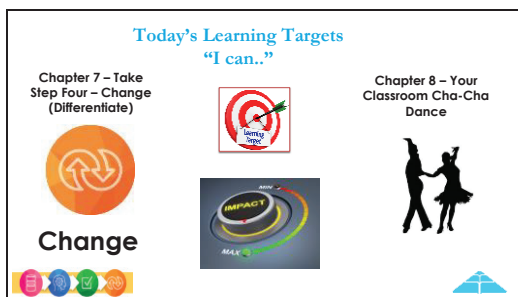 Today's Learning Targets
"I can.."
Chapter 7 – Take
Step Four – Change
(Differentiate)
Change
Learning
Target
MIN
IMPACT
MAX
Chapter 8 – Your
Classroom Cha-Cha
Dance